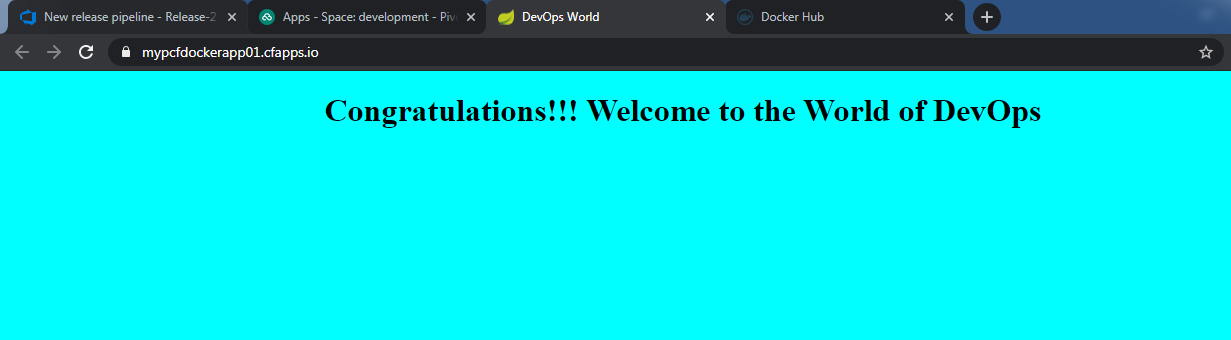 New release pipeline - Release-2
Apps - Space: development - Piv
DevOps World
Docker Hub
mypcfdockerapp01.cfapps.io
Congratulations!!! Welcome to the World of DevOps